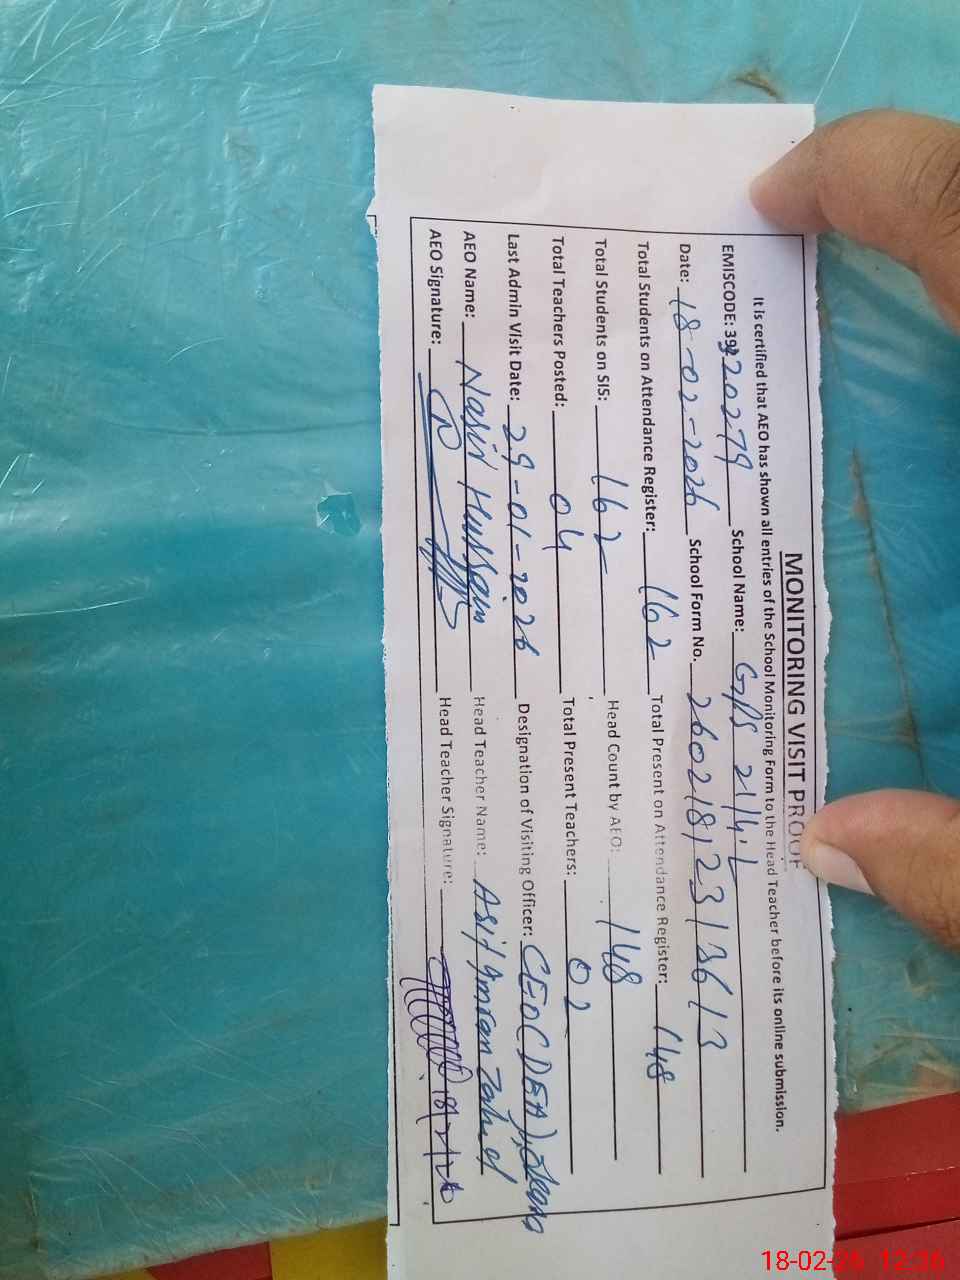 MONITORING VISIT PROOF
It is certified that AEO has shown all entries of the School Monitoring Form to the Head Teacher before its online submission.
EMISCODE: 39220279 School Name: GPS 21/4.L
Date: 18-02-2026 School Form No. 26021812313613
Total Students on Attendance Register: 162 Total Present on Attendance Register: 148
Total Students on SIS: 162 Head Count by AEO: 148
Total Teachers Posted: 04 Total Present Teachers: 02
Last Admin Visit Date: 29-01-2026 Designation of Visiting Officer: CEO(DEA),
AEO Name: Nasir Hussain Head Teacher Name: Asif Imran Zahid
AEO Signature: Head Teacher Signature:
18-02-26 12:36